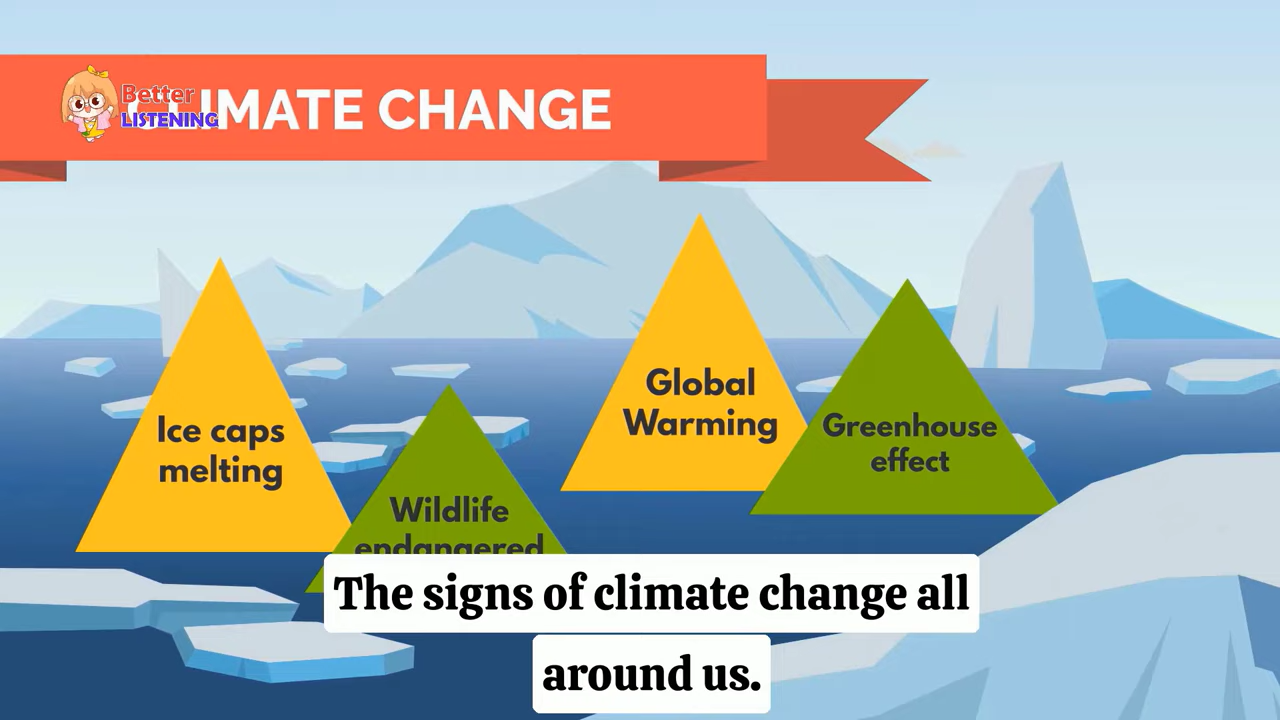 Better
LISTENING
CLIMATE CHANGE
Ice caps
melting
Wildlife
endangered
Global
Warming
Greenhouse
effect
The signs of climate change all
around us.